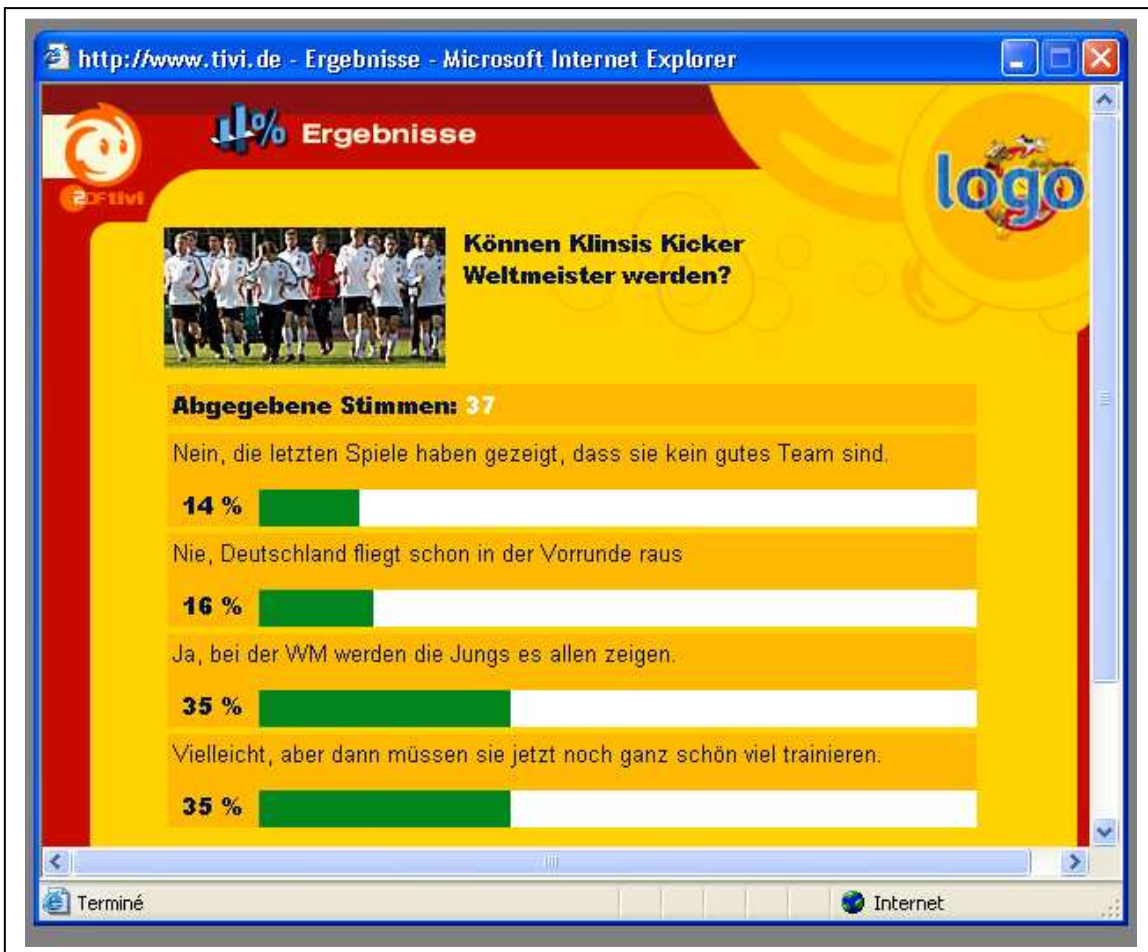 http://www.tivi.de - Ergebnisse - Microsoft Internet Explorer
% Ergebnisse
ZDFtivi
logo
Können Klinsis Kicker
Weltmeister werden?
Abgegebene Stimmen: 37
Nein, die letzten Spiele haben gezeigt, dass sie kein gutes Team sind.
14 %
Nie, Deutschland fliegt schon in der Vorrunde raus
16 %
Ja, bei der WM werden die Jungs es allen zeigen.
35 %
Vielleicht, aber dann müssen sie jetzt noch ganz schön viel trainieren.
35 %
Terminé
Internet